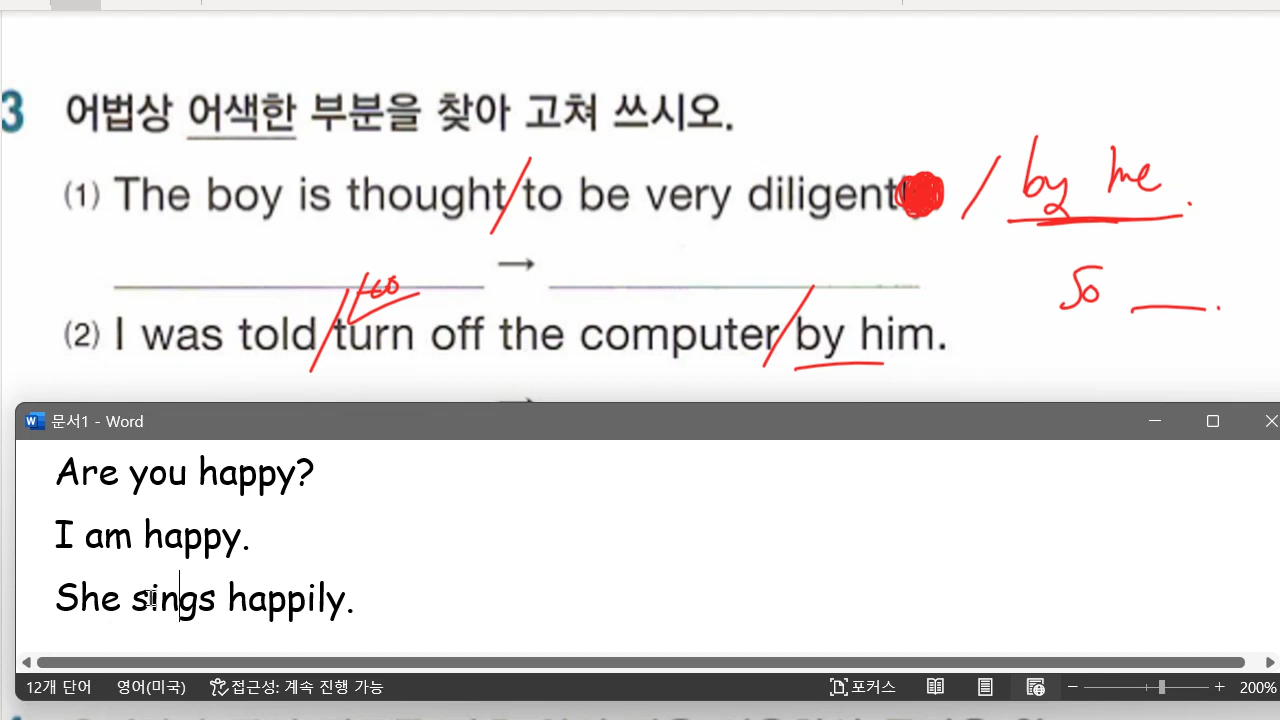 3 어법상 어색한 부분을 찾아 고쳐 쓰시오.
(1) The boy is thought / to be very diligent / by me.
→
so ___.
to
(2) I was told / turn off the computer / by him.
문서1 - Word
Are you happy?
I am happy.
She sings happily.
12개 단어 영어(미국) 접근성: 계속 진행 가능 포커스 200%